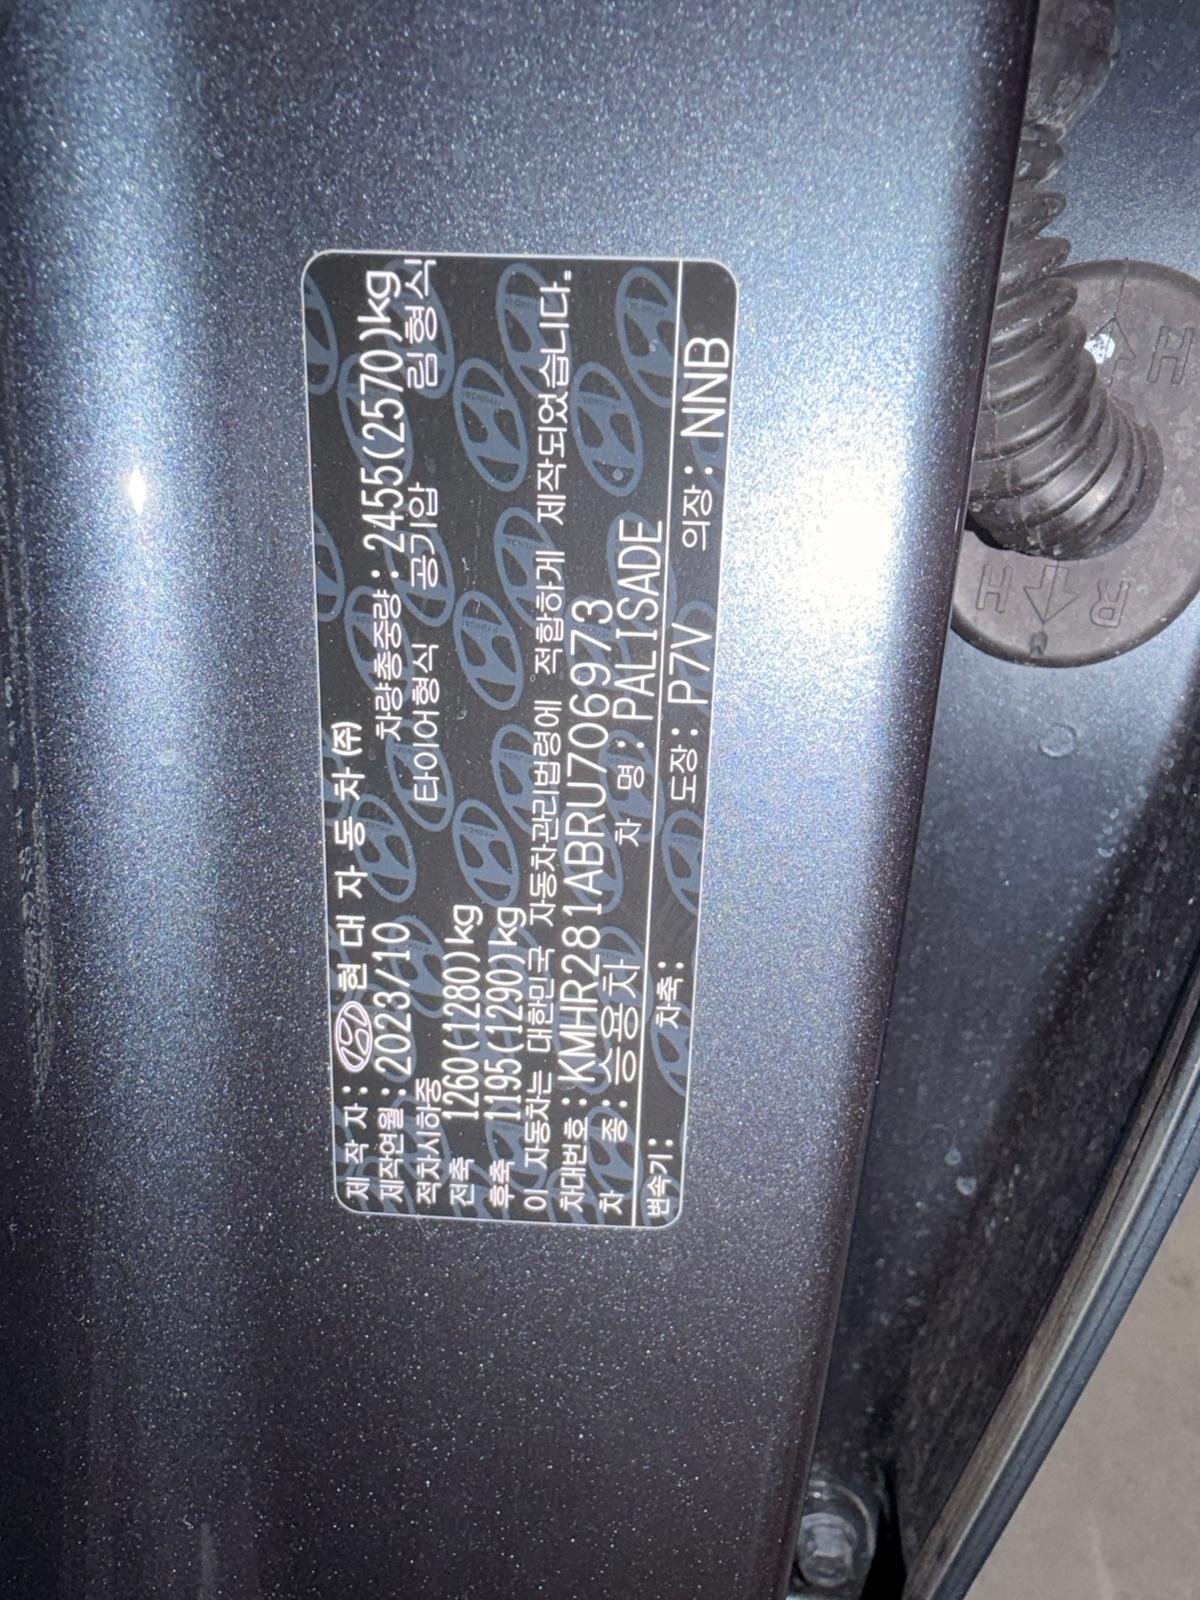 제 작 자 : 현 대 자 동 차 (주)
제작연월 : 2023/10 차량총중량 : 2455(2570)kg
적차시하중 타이어형식 공기압 림형식
전축 1260(1280)kg
후축 1195(1290)kg
이 자동차는 대한민국 자동차관리법령에 적합하게 제작되었습니다.
차대번호 : KMHR281ABRU706973
차 종 : 승용차 차 명 : PALISADE
변속기 : 차축 : 도장 : P7V 의장 : NNB
H
R H